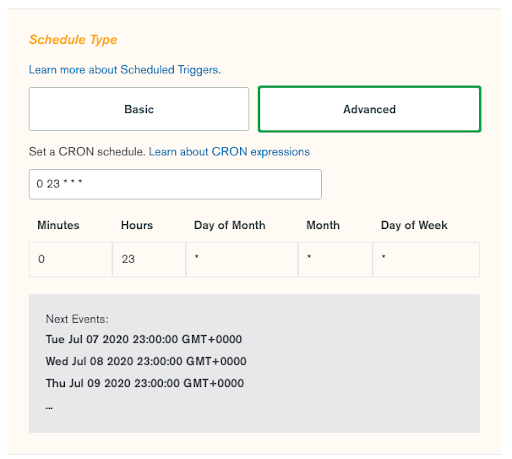 Schedule Type
Learn more about Scheduled Triggers.
Basic Advanced
Set a CRON schedule. Learn about CRON expressions
0 23 * * *
Minutes Hours Day of Month Month Day of Week
0 23 * * *
Next Events:
Tue Jul 07 2020 23:00:00 GMT+0000
Wed Jul 08 2020 23:00:00 GMT+0000
Thu Jul 09 2020 23:00:00 GMT+0000
...